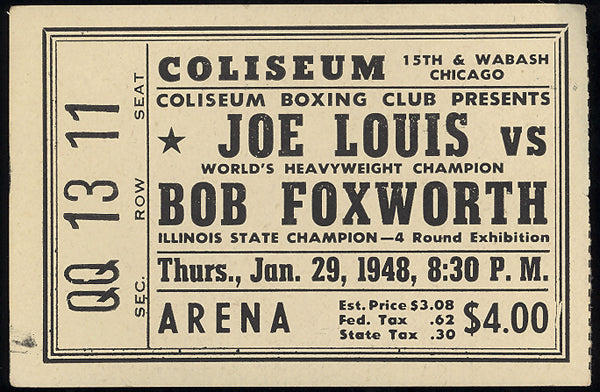 COLISEUM 15TH & WABASH CHICAGO
COLISEUM BOXING CLUB PRESENTS
★ JOE LOUIS vs
WORLD'S HEAVYWEIGHT CHAMPION
BOB FOXWORTH
ILLINOIS STATE CHAMPION—4 Round Exhibition
Thurs., Jan. 29, 1948, 8:30 P. M.
ARENA
Est. Price $3.08
Fed. Tax .62
State Tax .30
$4.00
SEC. ROW SEAT
QQ 13 11